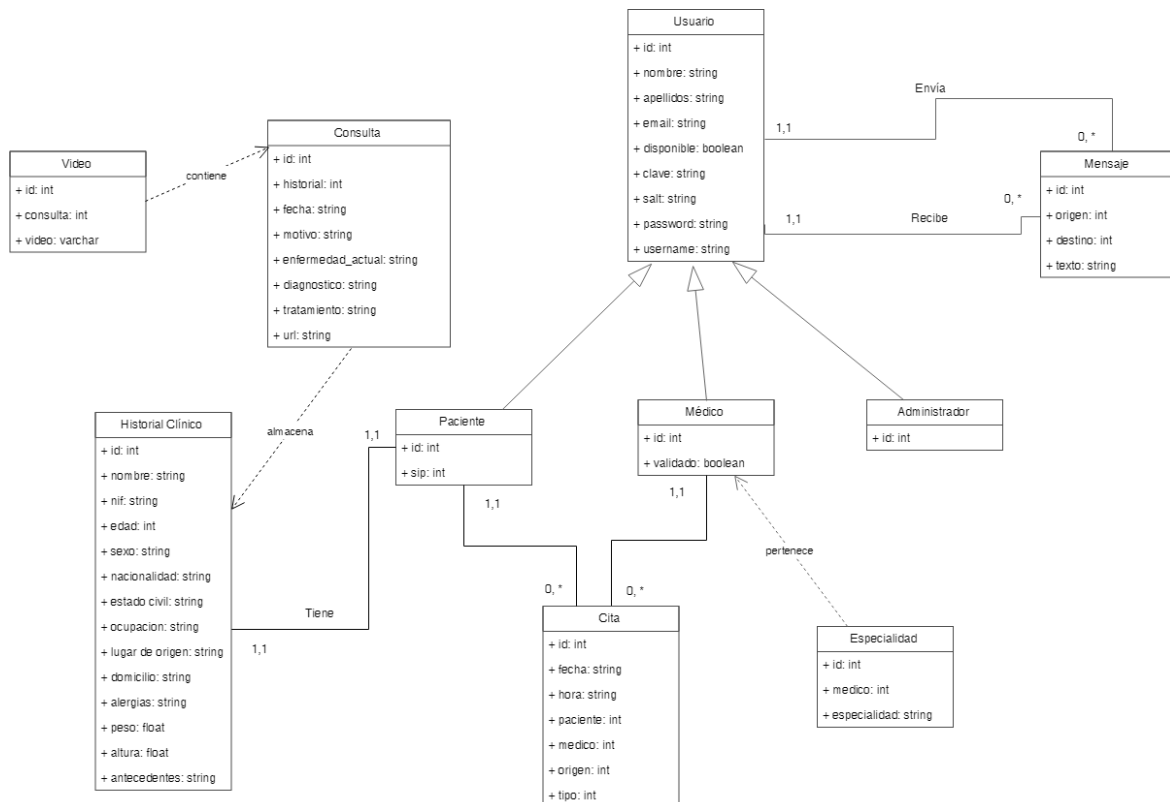 Usuario
+ id: int
+ nombre: string
+ apellidos: string
+ email: string
+ disponible: boolean
+ clave: string
+ salt: string
+ password: string
+ username: string
Envía
1,1
0, *
Recibe
1,1
0, *
Mensaje
+ id: int
+ origen: int
+ destino: int
+ texto: string
Video
+ id: int
+ consulta: int
+ video: varchar
contiene
Consulta
+ id: int
+ historial: int
+ fecha: string
+ motivo: string
+ enfermedad_actual: string
+ diagnostico: string
+ tratamiento: string
+ url: string
almacena
Historial Clínico
+ id: int
+ nombre: string
+ nif: string
+ edad: int
+ sexo: string
+ nacionalidad: string
+ estado civil: string
+ ocupacion: string
+ lugar de origen: string
+ domicilio: string
+ alergias: string
+ peso: float
+ altura: float
+ antecedentes: string
1,1
Tiene
1,1
Paciente
+ id: int
+ sip: int
1,1
Médico
+ id: int
+ validado: boolean
1,1
Administrador
+ id: int
pertenece
0, *
0, *
Cita
+ id: int
+ fecha: string
+ hora: string
+ paciente: int
+ medico: int
+ origen: int
+ tipo: int
Especialidad
+ id: int
+ medico: int
+ especialidad: string